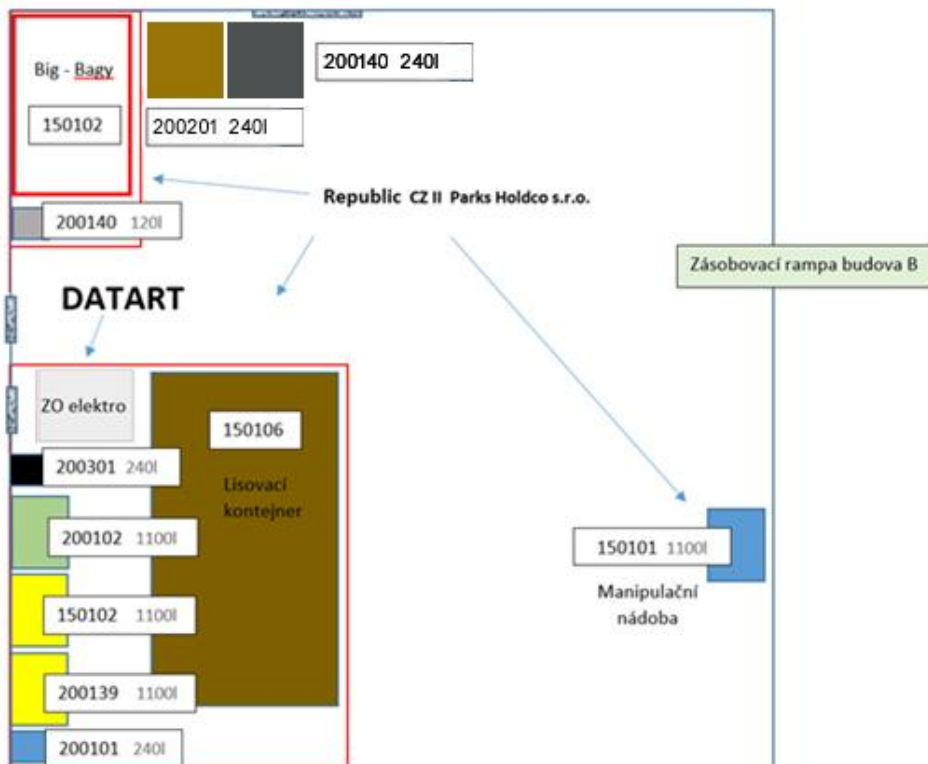 Big - Bagy
150102
200140 240l
200201 240l
Republic CZ II Parks Holdco s.r.o.
200140 120l
Zásobovací rampa budova B
DATART
ZO elektro
150106
Lisovací
kontejner
200301 240l
200102 1100l
150101 1100l
Manipulační
nádoba
150102 1100l
200139 1100l
200101 240l